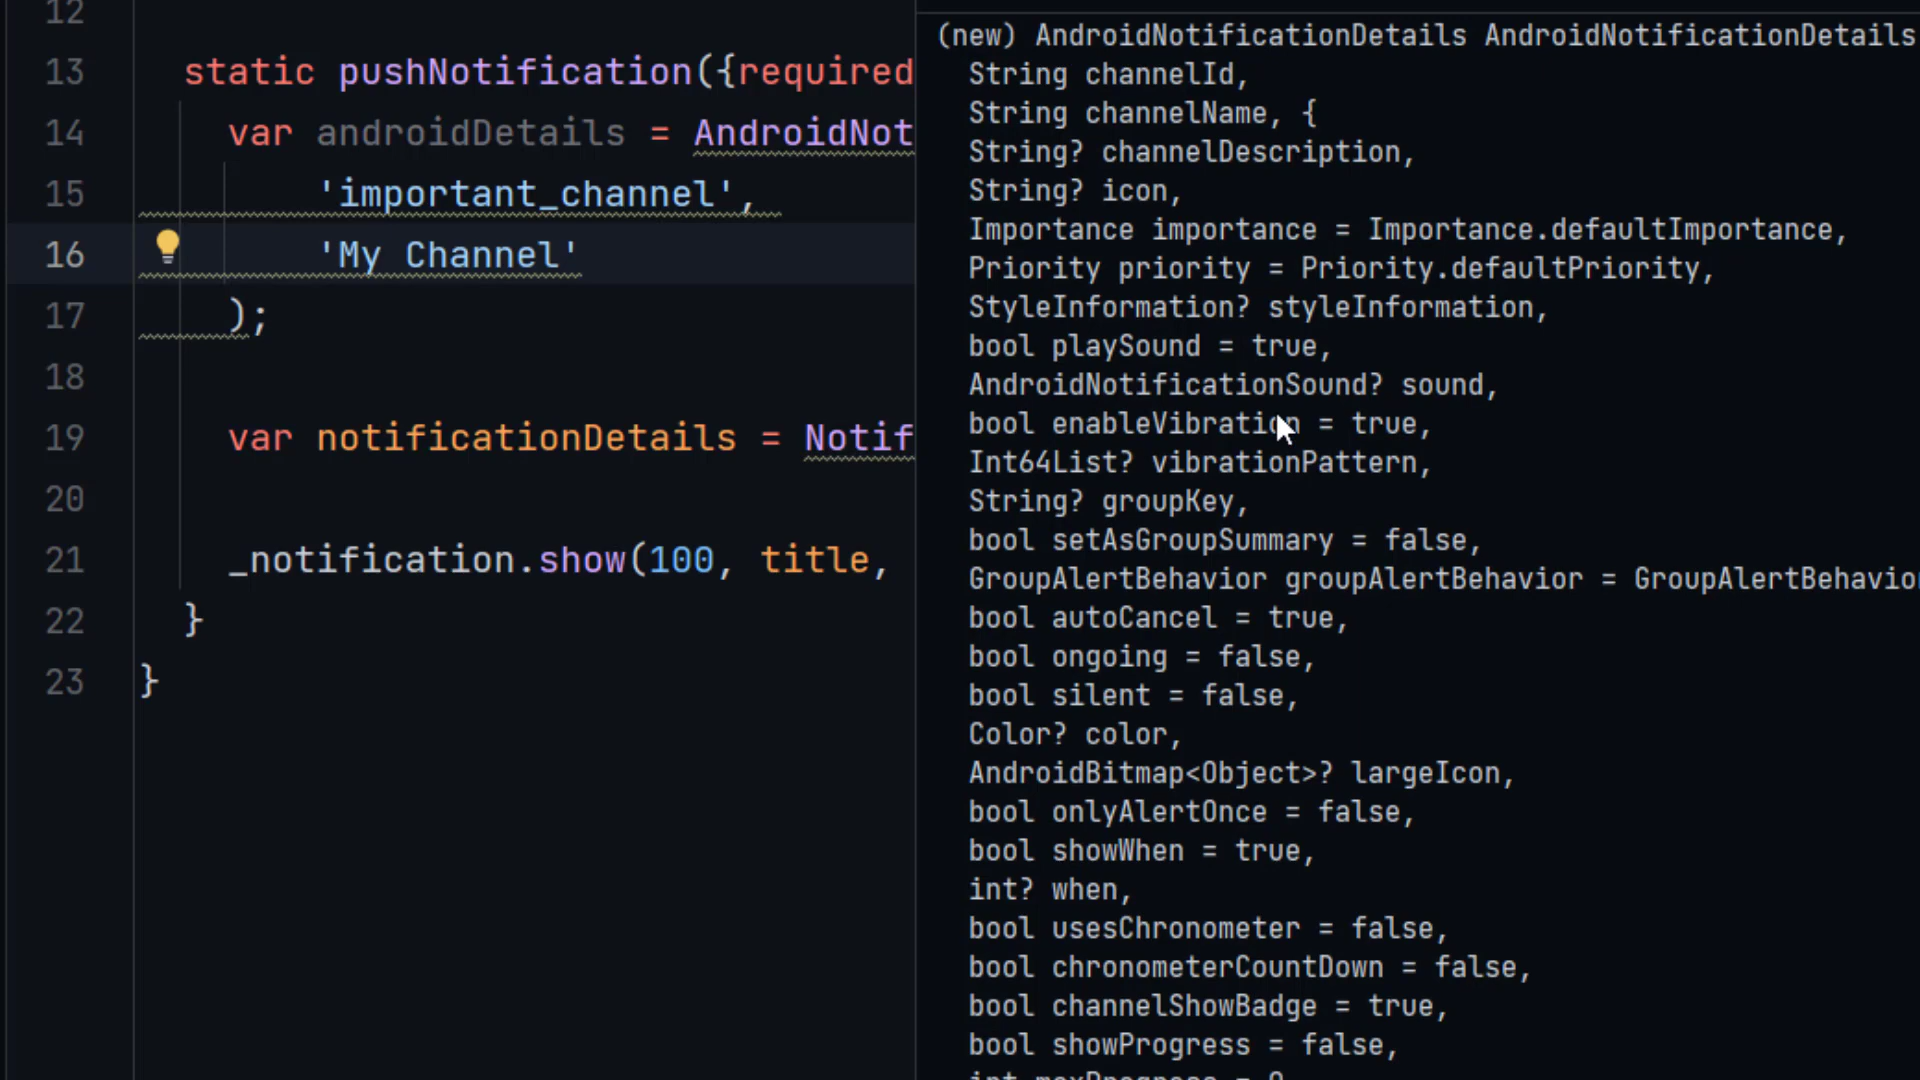 12
13 static pushNotification({required
14 var androidDetails = AndroidNot
15 'important_channel',
16 'My Channel'
17 );
18
19 var notificationDetails = Notif
20
21 _notification.show(100, title,
22 }
23 }
(new) AndroidNotificationDetails AndroidNotificationDetails
String channelId,
String channelName, {
String? channelDescription,
String? icon,
Importance importance = Importance.defaultImportance,
Priority priority = Priority.defaultPriority,
StyleInformation? styleInformation,
bool playSound = true,
AndroidNotificationSound? sound,
bool enableVibration = true,
Int64List? vibrationPattern,
String? groupKey,
bool setAsGroupSummary = false,
GroupAlertBehavior groupAlertBehavior = GroupAlertBehavior
bool autoCancel = true,
bool ongoing = false,
bool silent = false,
Color? color,
AndroidBitmap<Object>? largeIcon,
bool onlyAlertOnce = false,
bool showWhen = true,
int? when,
bool usesChronometer = false,
bool chronometerCountDown = false,
bool channelShowBadge = true,
bool showProgress = false,